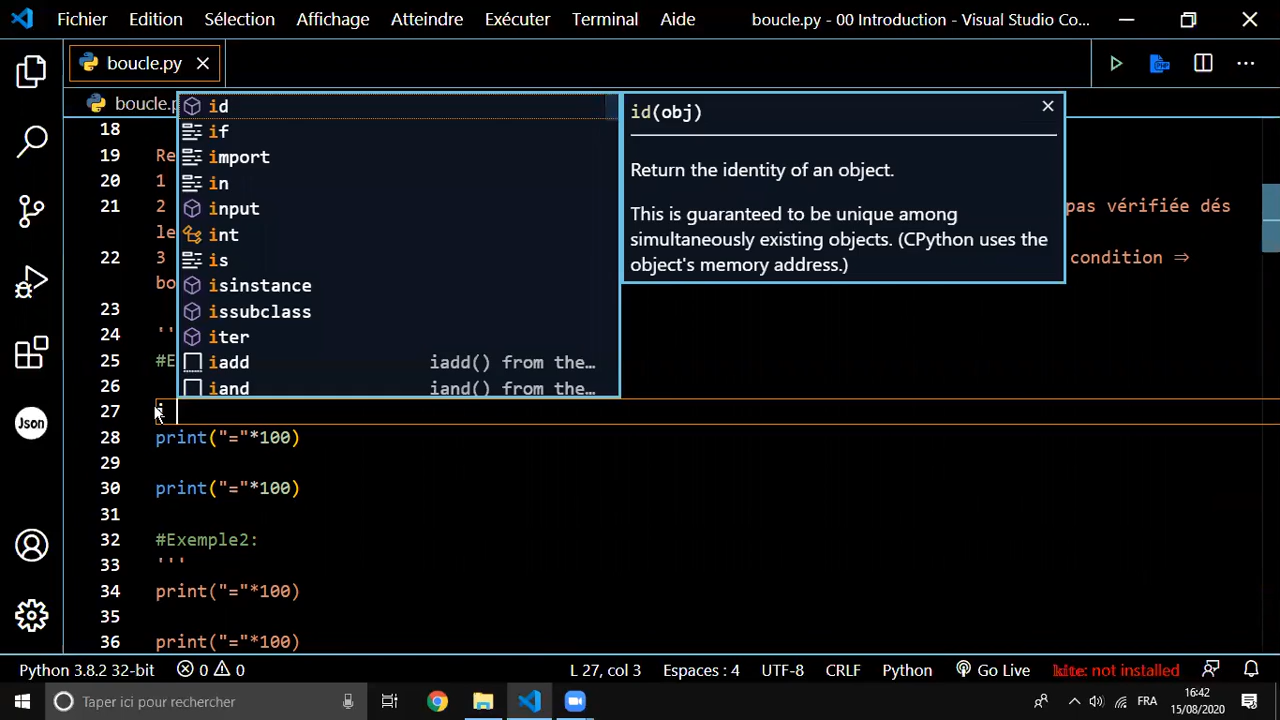 Fichier Edition Sélection Affichage Atteindre Exécuter Terminal Aide boucle.py - 00 Introduction - Visual Studio Co...
boucle.py
boucle.p
id
if
import
in
input
int
is
isinstance
issubclass
iter
iadd iadd() from the…
iand iand() from the…
id(obj)
Return the identity of an object.
This is guaranteed to be unique among
simultaneously existing objects. (CPython uses the
object's memory address.)
18
19 Re
20 1
21 2 pas vérifiée dés
le
22 3 condition ⇒
bo
23
24 ''
25 #E
26
27 i
28 print("="*100)
29
30 print("="*100)
31
32 #Exemple2:
33 '''
34 print("="*100)
35
36 print("="*100)
Json
Python 3.8.2 32-bit 0 0 L 27, col 3 Espaces : 4 UTF-8 CRLF Python Go Live kite: not installed
Taper ici pour rechercher
FRA
16:42
15/08/2020